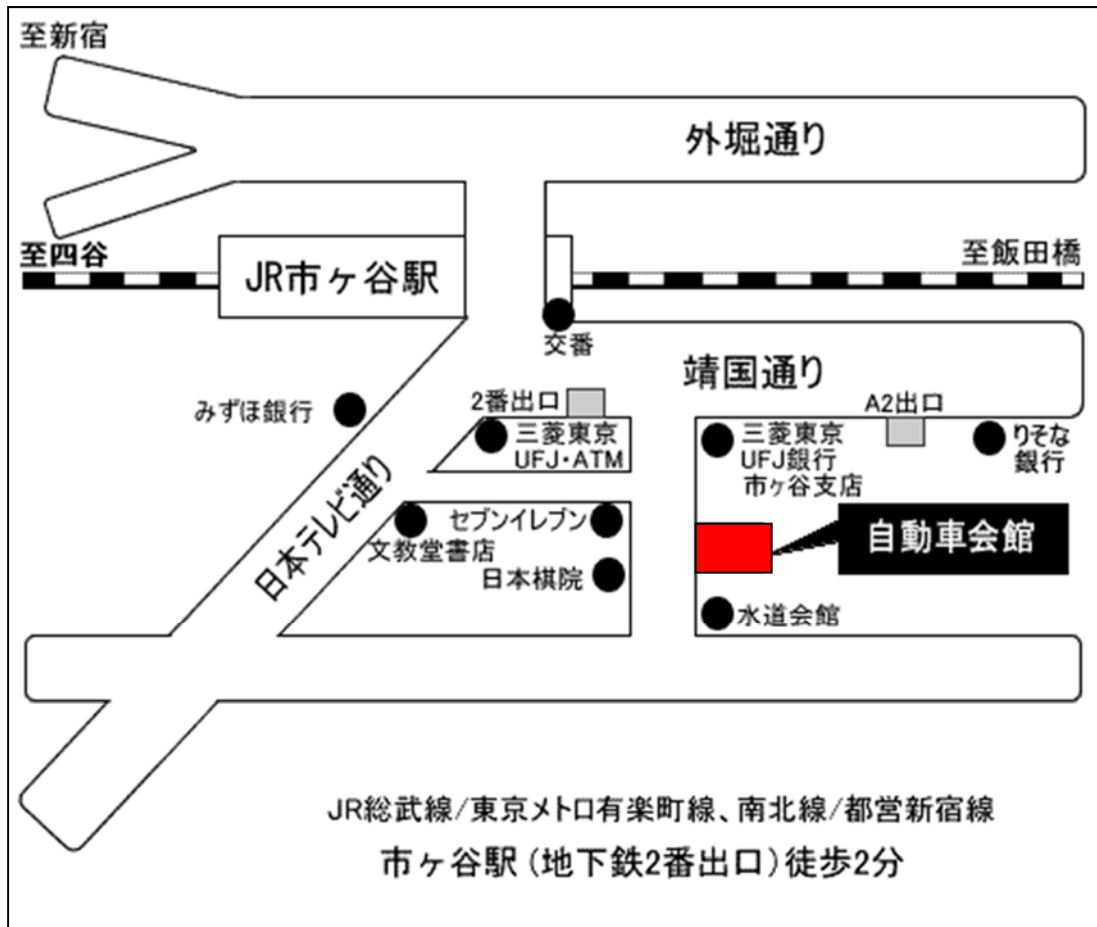 至新宿
外堀通り
至四谷
JR市ヶ谷駅
至飯田橋
交番
靖国通り
みずほ銀行
2番出口
A2出口
三菱東京
UFJ・ATM
三菱東京
UFJ銀行
市ヶ谷支店
りそな
銀行
日本テレビ通り
セブンイレブン
文教堂書店
自動車会館
日本棋院
水道会館
JR総武線/東京メトロ有楽町線、南北線/都営新宿線
市ヶ谷駅(地下鉄2番出口)徒歩2分